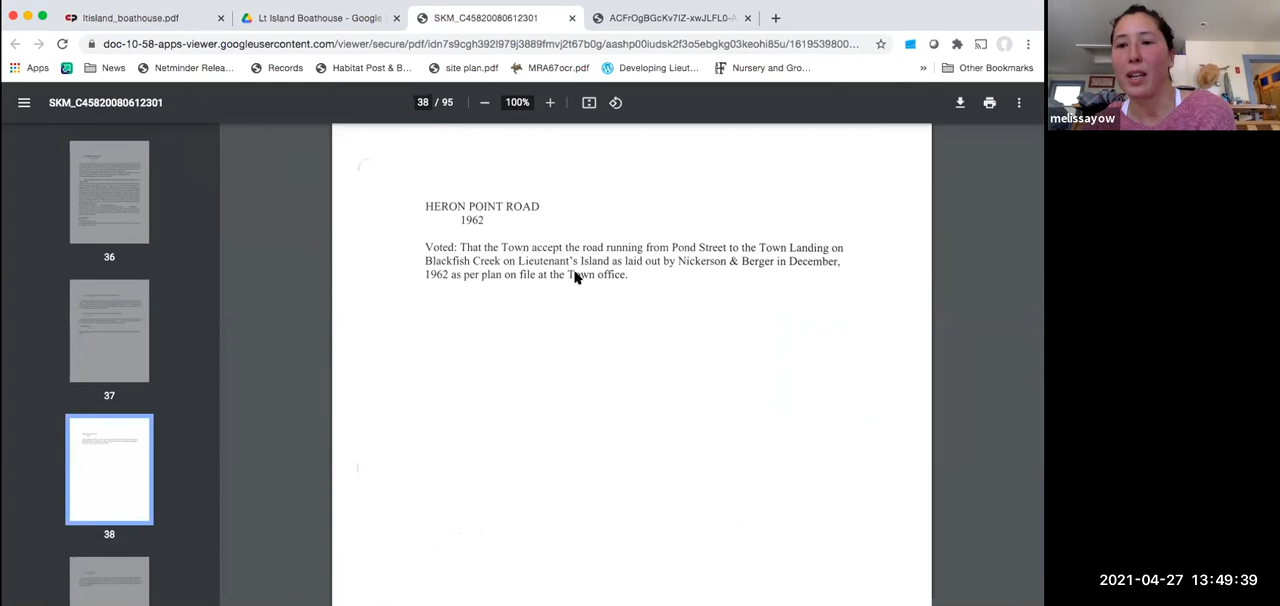 ltisland_boathouse.pdf
Lt Island Boathouse - Google
SKM_C45820080612301
ACFrOgBGcKv7IZ-xwJLFL0-A
doc-10-58-apps-viewer.googleusercontent.com/viewer/secure/pdf/idn7s9cgh392l979j3889fmvj2t67b0g/aashp00iudsk2f3o5ebgkg03keohi85u/1619539800...
Apps News Netminder Relea... Records Habitat Post & B... site plan.pdf MRA67ocr.pdf Developing Lieut... Nursery and Gro... » Other Bookmarks
SKM_C45820080612301 38 / 95 100%
36
37
38
HERON POINT ROAD
1962
Voted: That the Town accept the road running from Pond Street to the Town Landing on
Blackfish Creek on Lieutenant's Island as laid out by Nickerson & Berger in December,
1962 as per plan on file at the Town office.
melissayow
2021-04-27 13:49:39